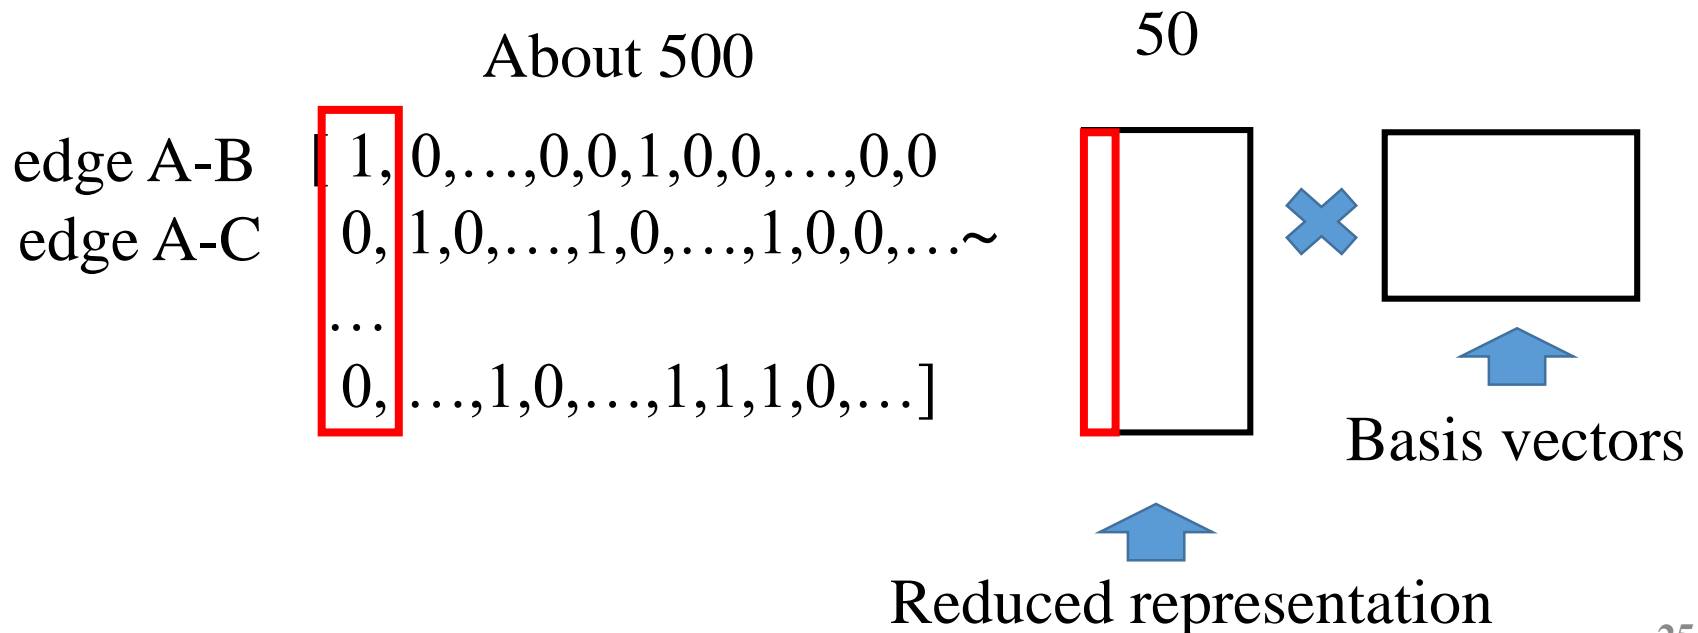 About 500
50
edge A-B [ 1, 0,…,0,0,1,0,0,…,0,0
edge A-C 0, 1,0,…,1,0,…,1,0,0,…~
…
0, …,1,0,…,1,1,1,0,…]
Basis vectors
Reduced representation